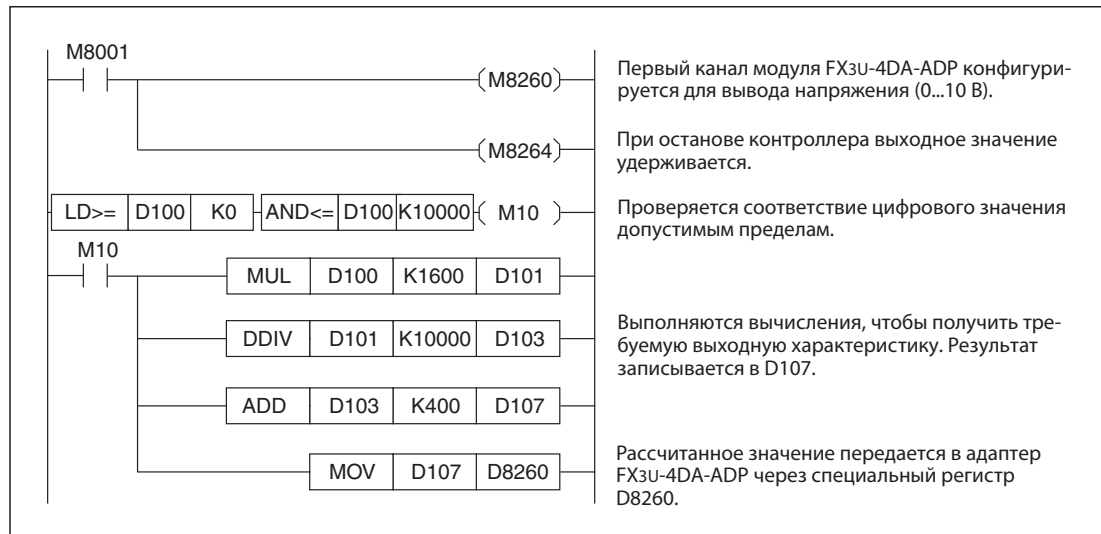 M8001
M8260
Первый канал модуля FX3U-4DA-ADP конфигури-
руется для вывода напряжения (0...10 В).
M8264
При останове контроллера выходное значение
удерживается.
LD>= D100 K0 AND<= D100 K10000 M10
Проверяется соответствие цифрового значения
допустимым пределам.
M10
MUL D100 K1600 D101
DDIV D101 K10000 D103
Выполняются вычисления, чтобы получить тре-
буемую выходную характеристику. Результат
записывается в D107.
ADD D103 K400 D107
MOV D107 D8260
Рассчитанное значение передается в адаптер
FX3U-4DA-ADP через специальный регистр
D8260.